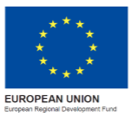 EUROPEAN UNION
European Regional Development Fund